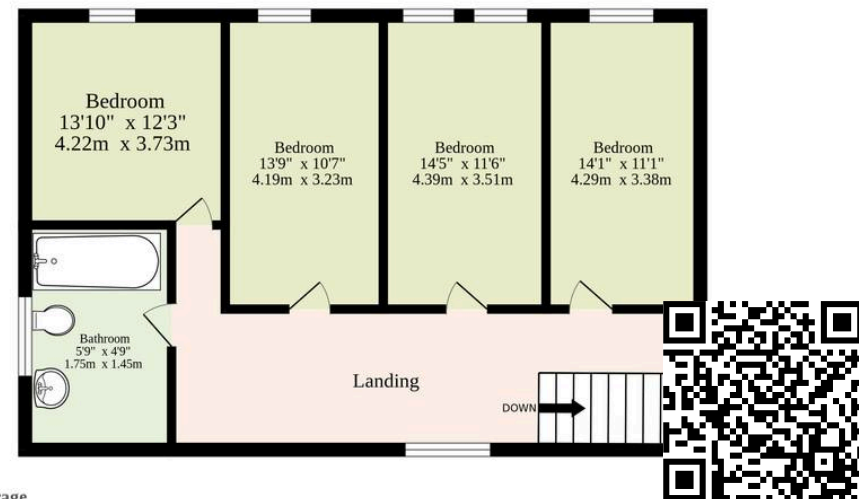 Bedroom
13'10" x 12'3"
4.22m x 3.73m
Bedroom
13'9" x 10'7"
4.19m x 3.23m
Bedroom
14'5" x 11'6"
4.39m x 3.51m
Bedroom
14'1" x 11'1"
4.29m x 3.38m
Bathroom
5'9" x 4'9"
1.75m x 1.45m
Landing
DOWN